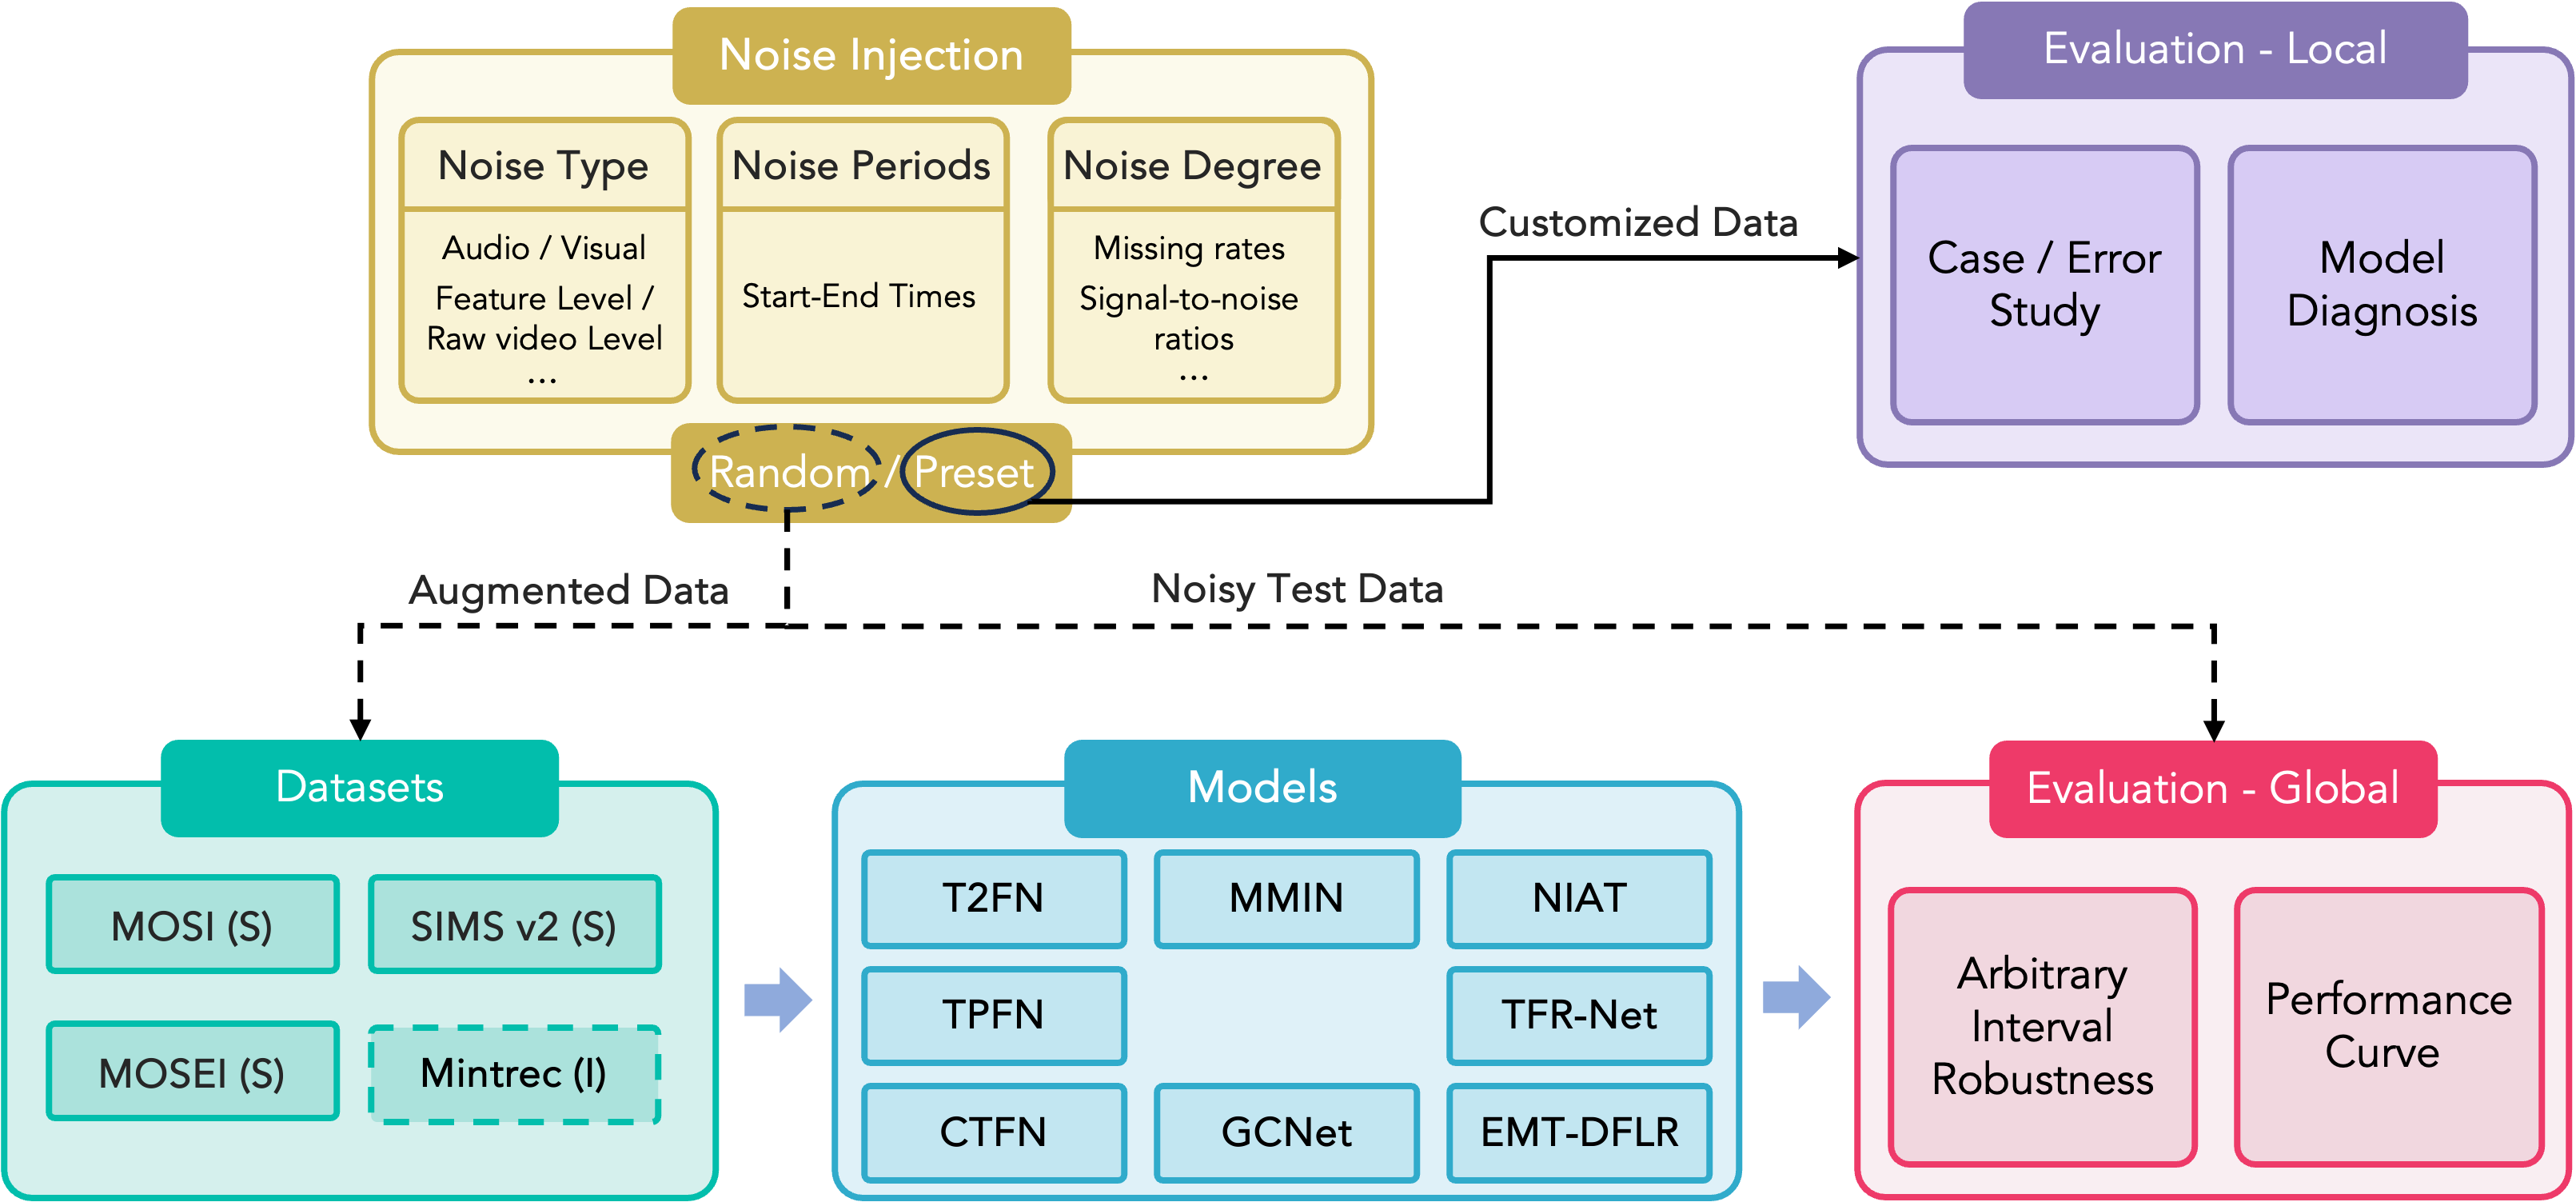 Noise Injection
Noise Type
Audio / Visual
Feature Level /
Raw video Level
...
Noise Periods
Start-End Times
Noise Degree
Missing rates
Signal-to-noise
ratios
...
Random / Preset
Customized Data
Evaluation - Local
Case / Error
Study
Model
Diagnosis
Augmented Data
Noisy Test Data
Datasets
MOSI (S)
SIMS v2 (S)
MOSEI (S)
Mintrec (I)
Models
T2FN
MMIN
NIAT
TPFN
TFR-Net
CTFN
GCNet
EMT-DFLR
Evaluation - Global
Arbitrary
Interval
Robustness
Performance
Curve